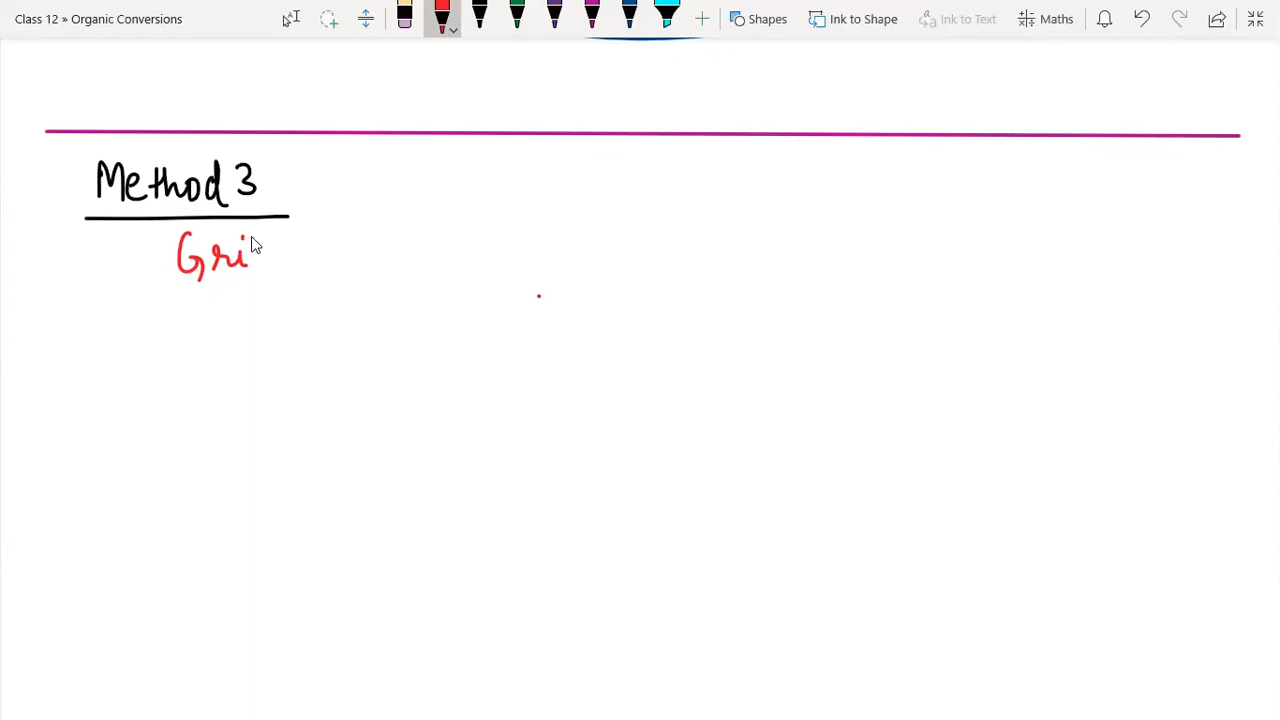 Class 12 » Organic Conversions
Shapes
Ink to Shape
Ink to Text
Maths
Method 3
Gri